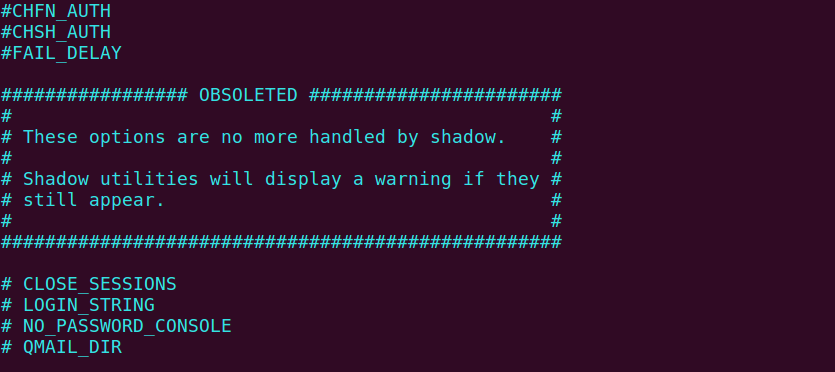 #CHFN_AUTH
#CHSH_AUTH
#FAIL_DELAY
################# OBSOLETED #######################
#                                                 #
# These options are no more handled by shadow.    #
#                                                 #
# Shadow utilities will display a warning if they #
# still appear.                                   #
#                                                 #
###################################################
# CLOSE_SESSIONS
# LOGIN_STRING
# NO_PASSWORD_CONSOLE
# QMAIL_DIR